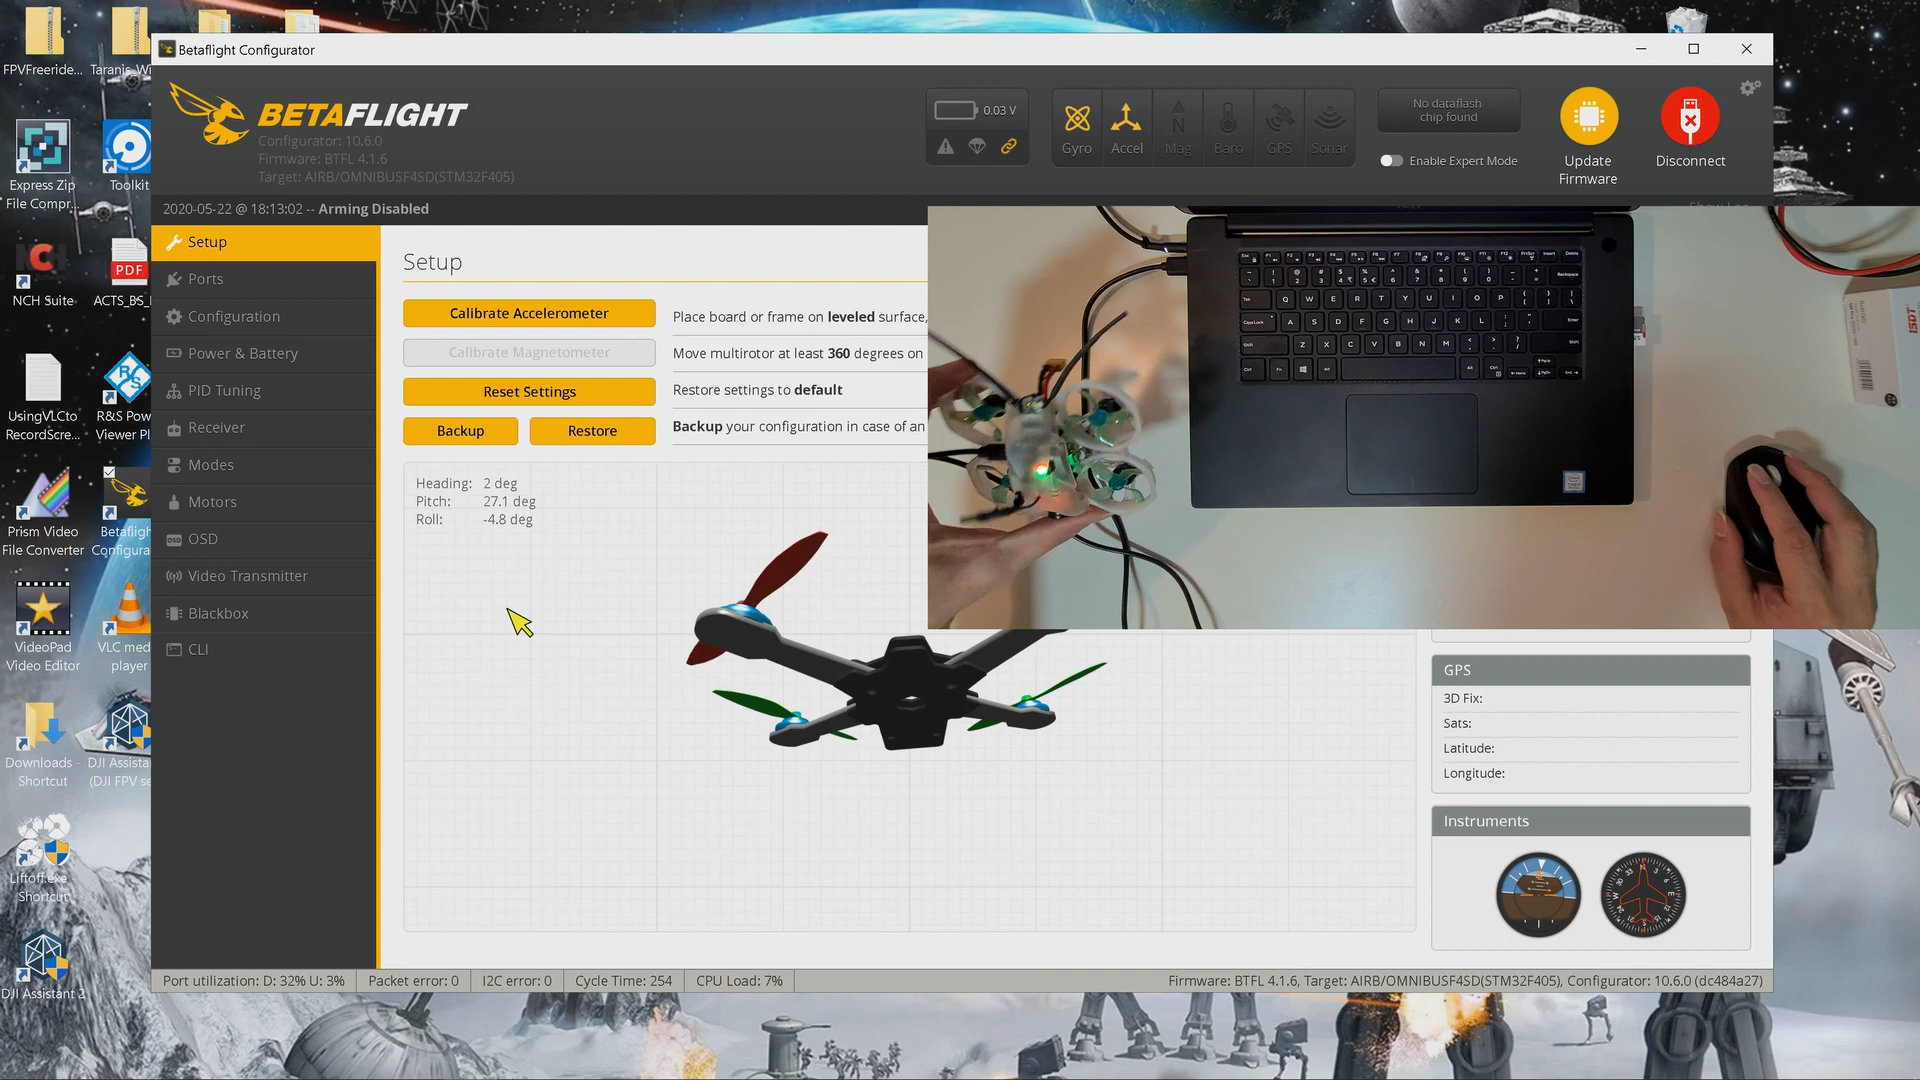 FPVFreeride...
Taranis_Wi
Express Zip
File Compr...
Toolkit
NCH Suite
PDF
ACTS_BS_
UsingVLCto
RecordScre...
R&S Pow
Viewer Pl
Prism Video
File Converter
Betaflig
Configura
VideoPad
Video Editor
VLC med
player
Downloads -
Shortcut
DJI Assista
(DJI FPV se
Liftoff.exe -
Shortcut
DJI Assistant 2
Betaflight Configurator
BETAFLIGHT
Configurator: 10.6.0
Firmware: BTFL 4.1.6
Target: AIRB/OMNIBUSF4SD(STM32F405)
0.03 V
Gyro
Accel
Mag
Baro
GPS
Sonar
No dataflash
chip found
Enable Expert Mode
Update
Firmware
Disconnect
2020-05-22 @ 18:13:02 -- Arming Disabled
Setup
Ports
Configuration
Power & Battery
PID Tuning
Receiver
Modes
Motors
OSD
Video Transmitter
Blackbox
CLI
Setup
Calibrate Accelerometer
Place board or frame on leveled surface,
Calibrate Magnetometer
Move multirotor at least 360 degrees on
Reset Settings
Restore settings to default
Backup
Restore
Backup your configuration in case of an
Heading: 2 deg
Pitch: 27.1 deg
Roll: -4.8 deg
GPS
3D Fix:
Sats:
Latitude:
Longitude:
Instruments
Port utilization: D: 32% U: 3%
Packet error: 0
I2C error: 0
Cycle Time: 254
CPU Load: 7%
Firmware: BTFL 4.1.6, Target: AIRB/OMNIBUSF4SD(STM32F405), Configurator: 10.6.0 (dc484a27)